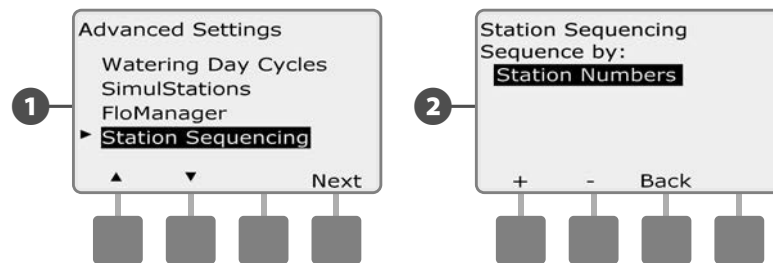 1
Advanced Settings
Watering Day Cycles
SimulStations
FloManager
► Station Sequencing
▲ ▼ Next
2
Station Sequencing
Sequence by:
Station Numbers
+ - Back